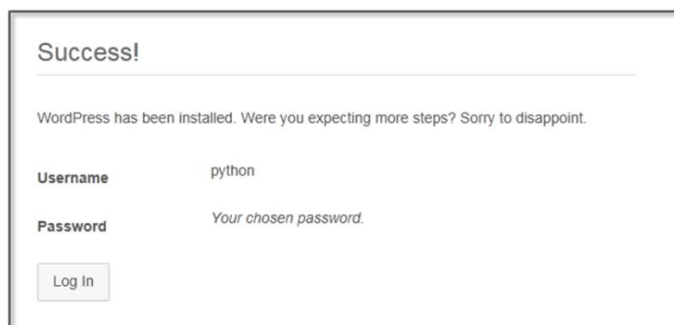 Success!
WordPress has been installed. Were you expecting more steps? Sorry to disappoint.
Username python
Password Your chosen password.
Log In